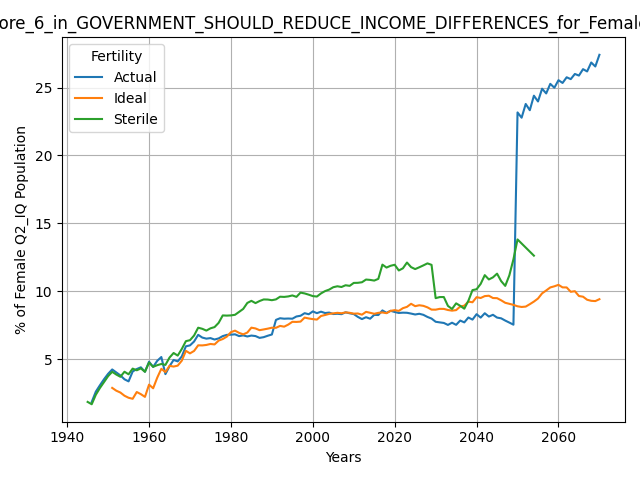 ore_6_in_GOVERNMENT_SHOULD_REDUCE_INCOME_DIFFERENCES_for_Female
Fertility
Actual
Ideal
Sterile
% of Female Q2_IQ Population
25
20
15
10
5
1940 1960 1980 2000 2020 2040 2060
Years